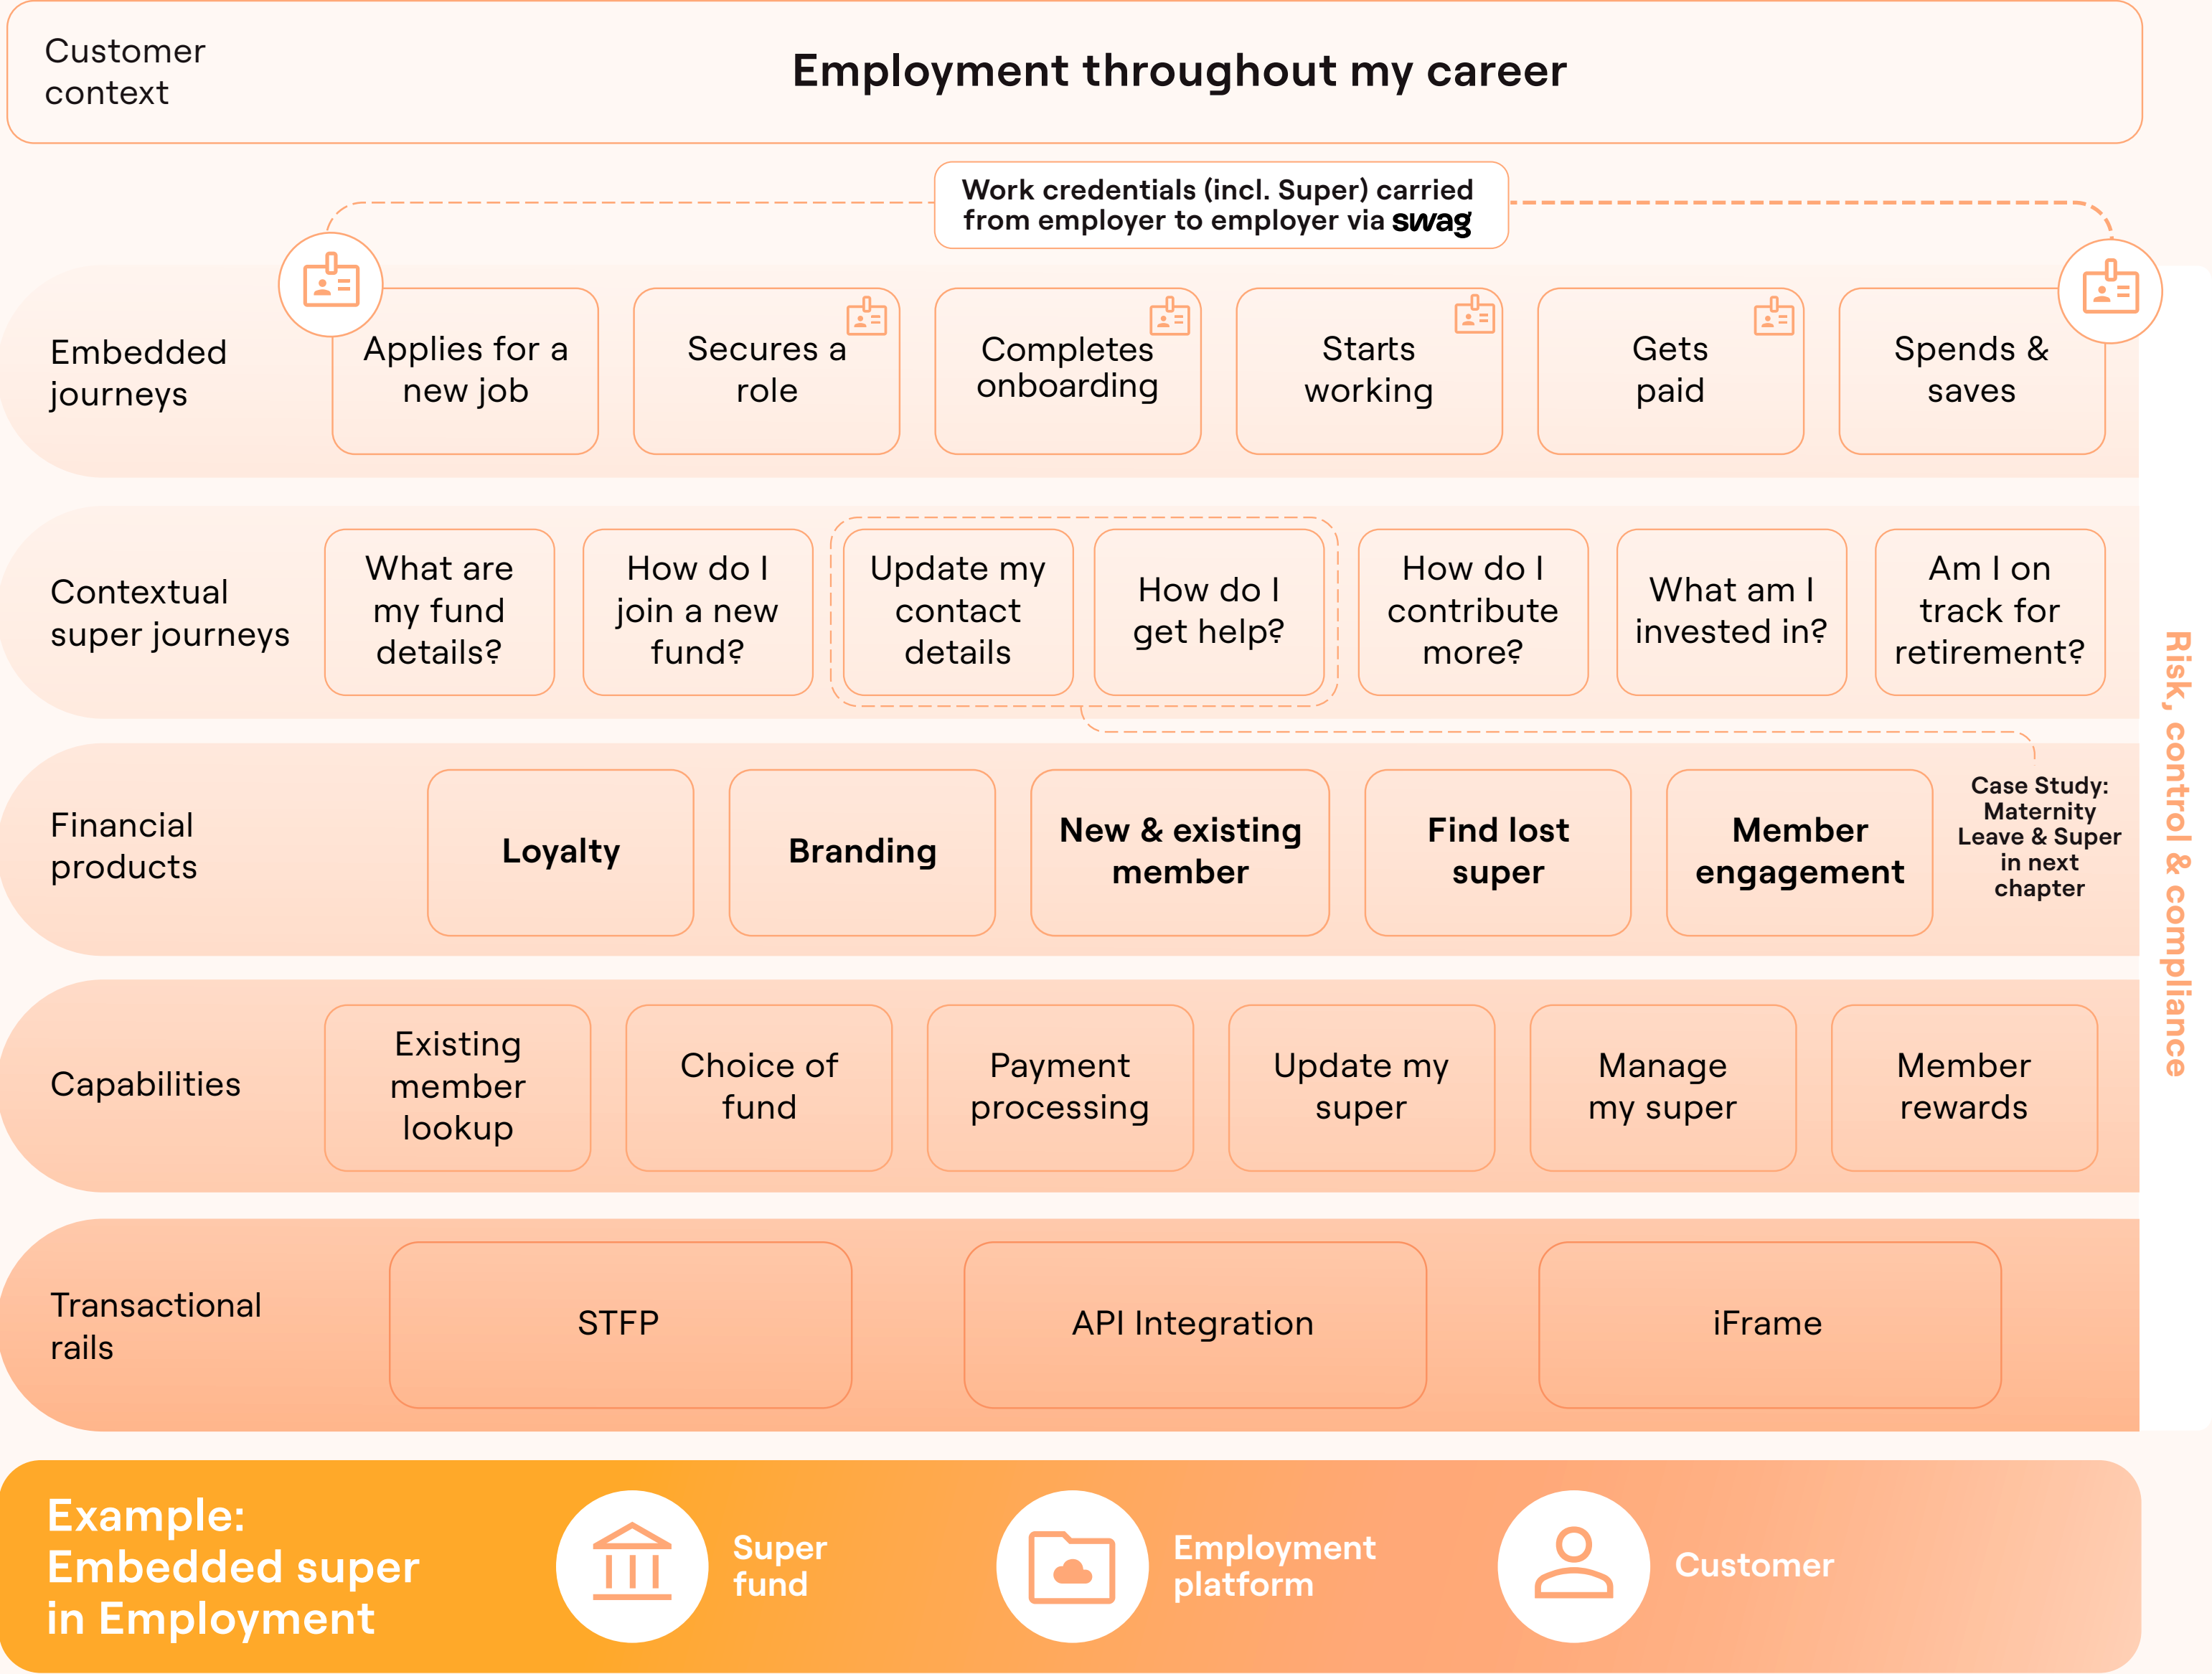 Customer
context
Employment throughout my career
Work credentials (incl. Super) carried
from employer to employer via swag
Embedded
journeys
Applies for a
new job
Secures a
role
Completes
onboarding
Starts
working
Gets
paid
Spends &
saves
Contextual
super journeys
What are
my fund
details?
How do I
join a new
fund?
Update my
contact
details
How do I
get help?
How do I
contribute
more?
What am I
invested in?
Am I on
track for
retirement?
Financial
products
Loyalty
Branding
New & existing
member
Find lost
super
Member
engagement
Case Study:
Maternity
Leave & Super
in next
chapter
Capabilities
Existing
member
lookup
Choice of
fund
Payment
processing
Update my
super
Manage
my super
Member
rewards
Transactional
rails
STFP
API Integration
iFrame
Risk, control & compliance
Example:
Embedded super
in Employment
Super
fund
Employment
platform
Customer